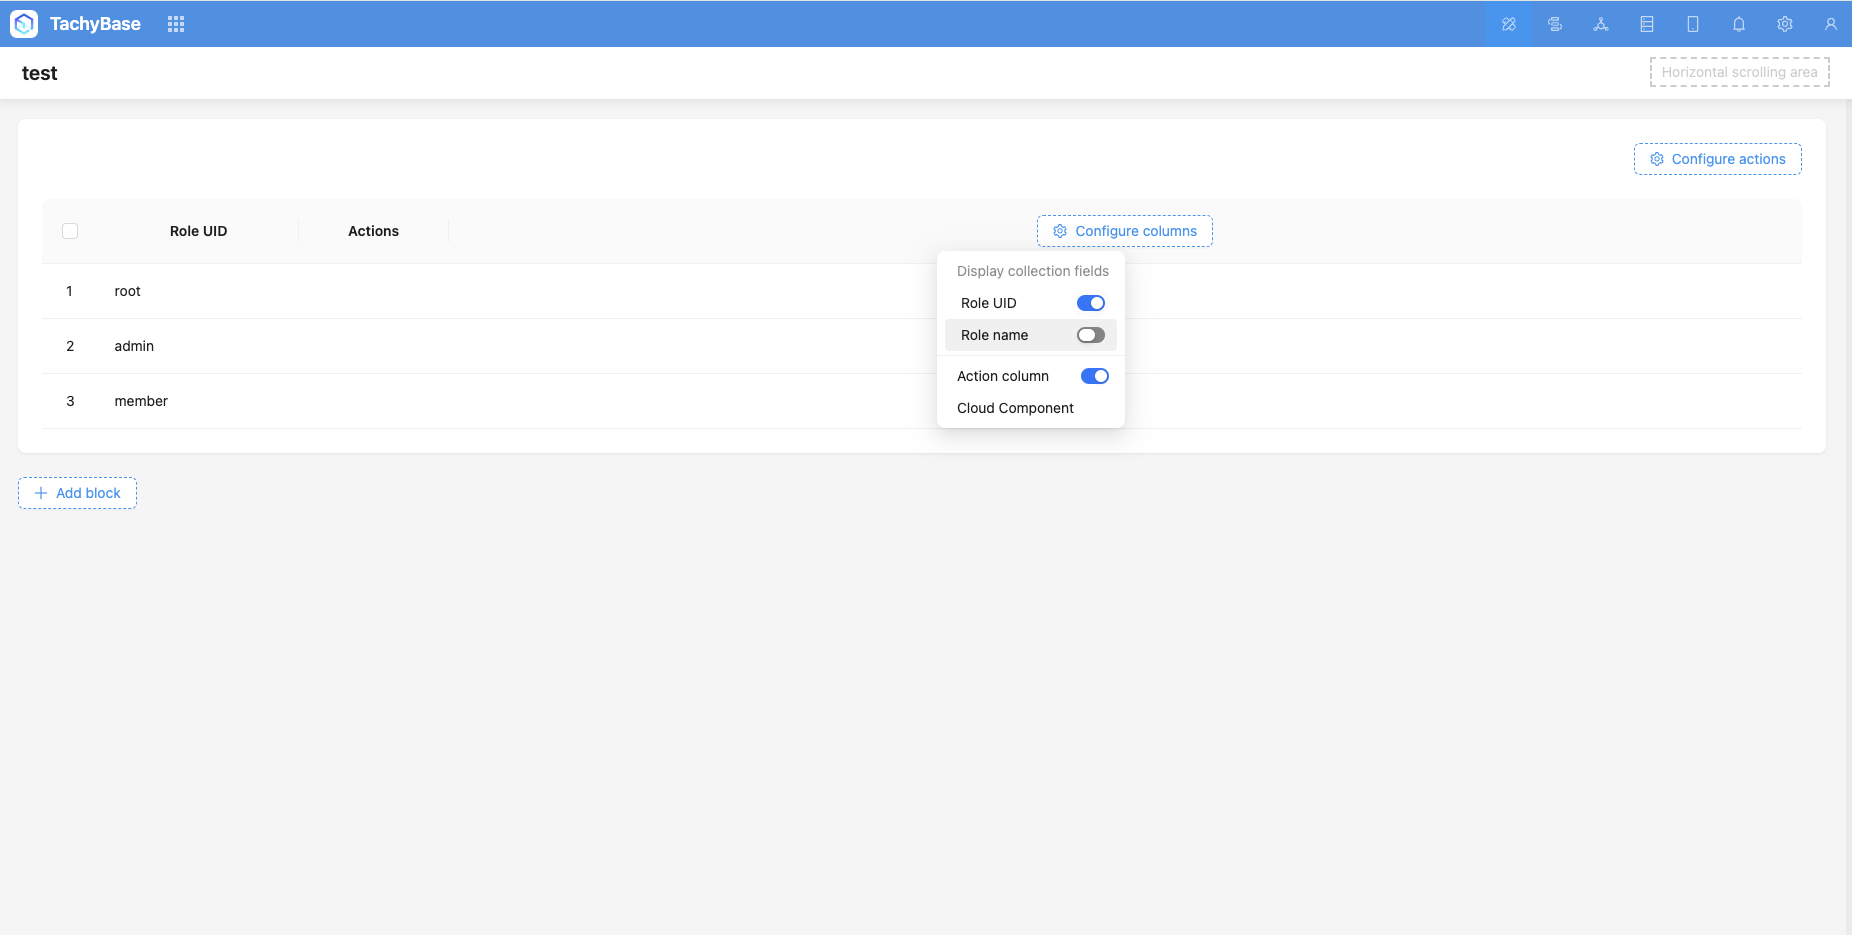 TachyBase
test
Horizontal scrolling area
Configure actions
Role UID Actions Configure columns
Display collection fields
Role UID
Role name
Action column
Cloud Component
1 root
2 admin
3 member
Add block